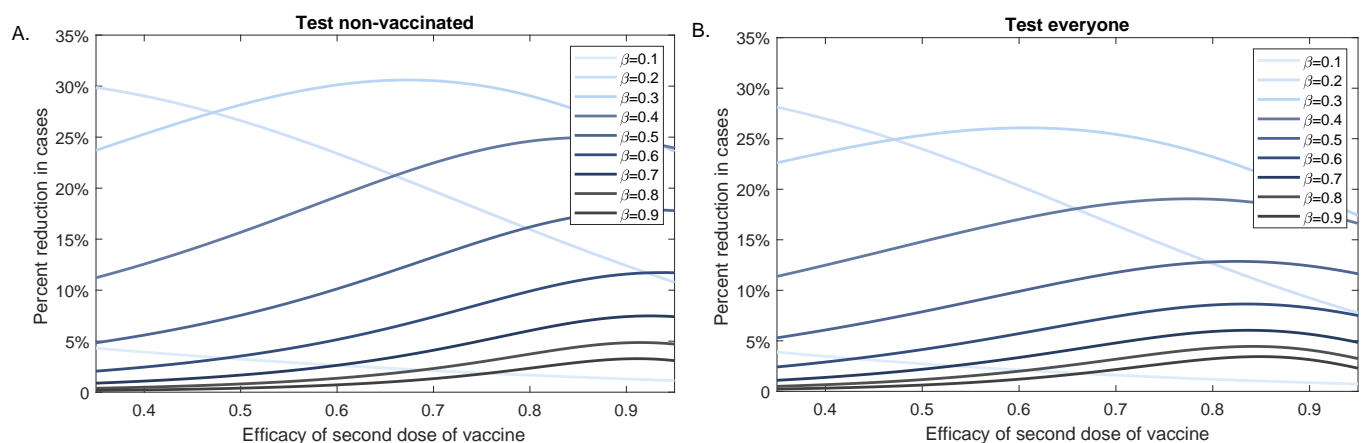 A.
Test non-vaccinated
Percent reduction in cases
35%
30%
25%
20%
15%
10%
5%
0
0.4 0.5 0.6 0.7 0.8 0.9
Efficacy of second dose of vaccine
β=0.1
β=0.2
β=0.3
β=0.4
β=0.5
β=0.6
β=0.7
β=0.8
β=0.9
B.
Test everyone
Percent reduction in cases
35%
30%
25%
20%
15%
10%
5%
0
0.4 0.5 0.6 0.7 0.8 0.9
Efficacy of second dose of vaccine
β=0.1
β=0.2
β=0.3
β=0.4
β=0.5
β=0.6
β=0.7
β=0.8
β=0.9